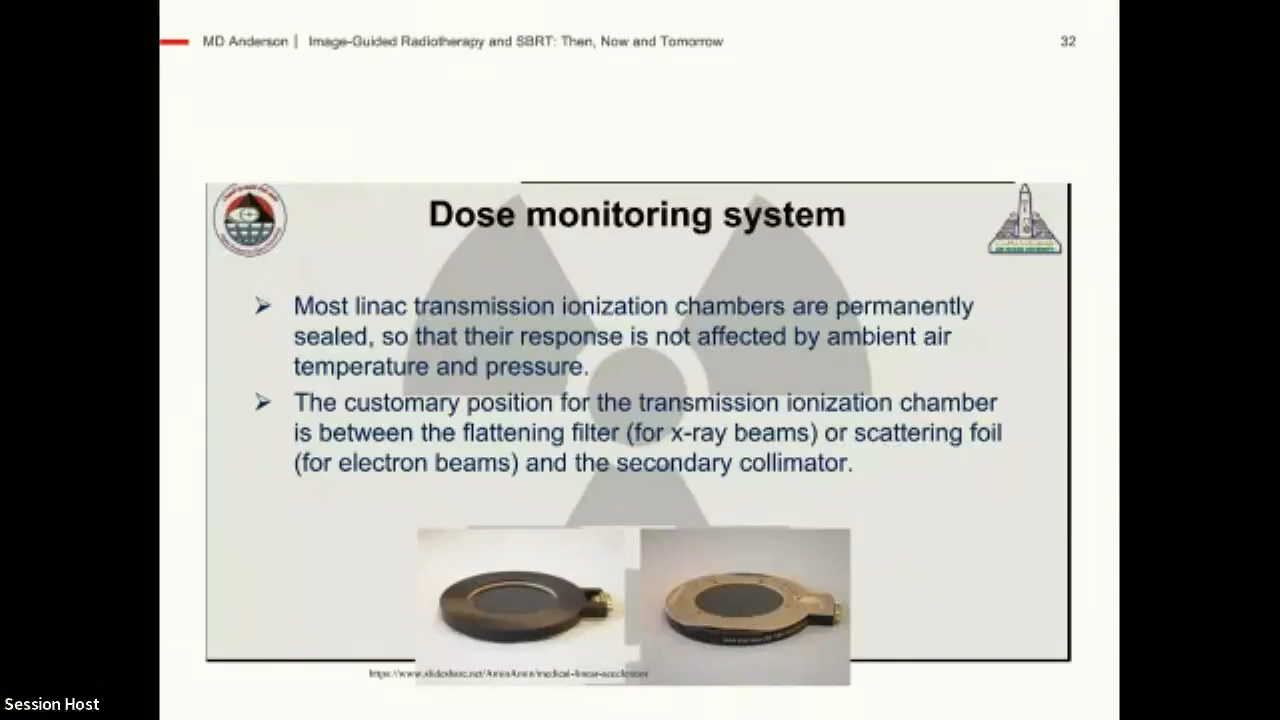 MD Anderson | Image-Guided Radiotherapy and SBRT: Then, Now and Tomorrow
32
Dose monitoring system
➢ Most linac transmission ionization chambers are permanently
sealed, so that their response is not affected by ambient air
temperature and pressure.
➢ The customary position for the transmission ionization chamber
is between the flattening filter (for x-ray beams) or scattering foil
(for electron beams) and the secondary collimator.
https://www.slideshare.net/AminAmin/medical-linear-accelerator
Session Host